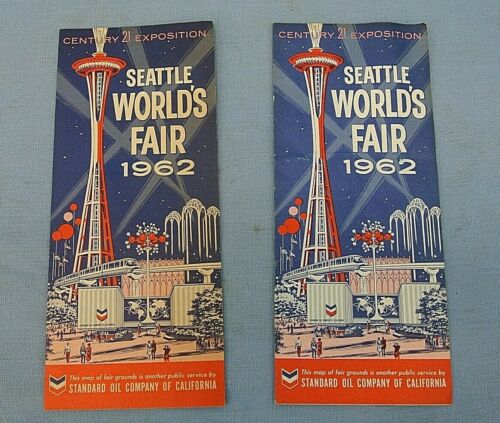 CENTURY 21 EXPOSITION
SEATTLE
WORLD'S
FAIR
1962
This map of fair grounds is another public service by
STANDARD OIL COMPANY OF CALIFORNIA
CENTURY 21 EXPOSITION
SEATTLE
WORLD'S
FAIR
1962
This map of fair grounds is another public service by
STANDARD OIL COMPANY OF CALIFORNIA